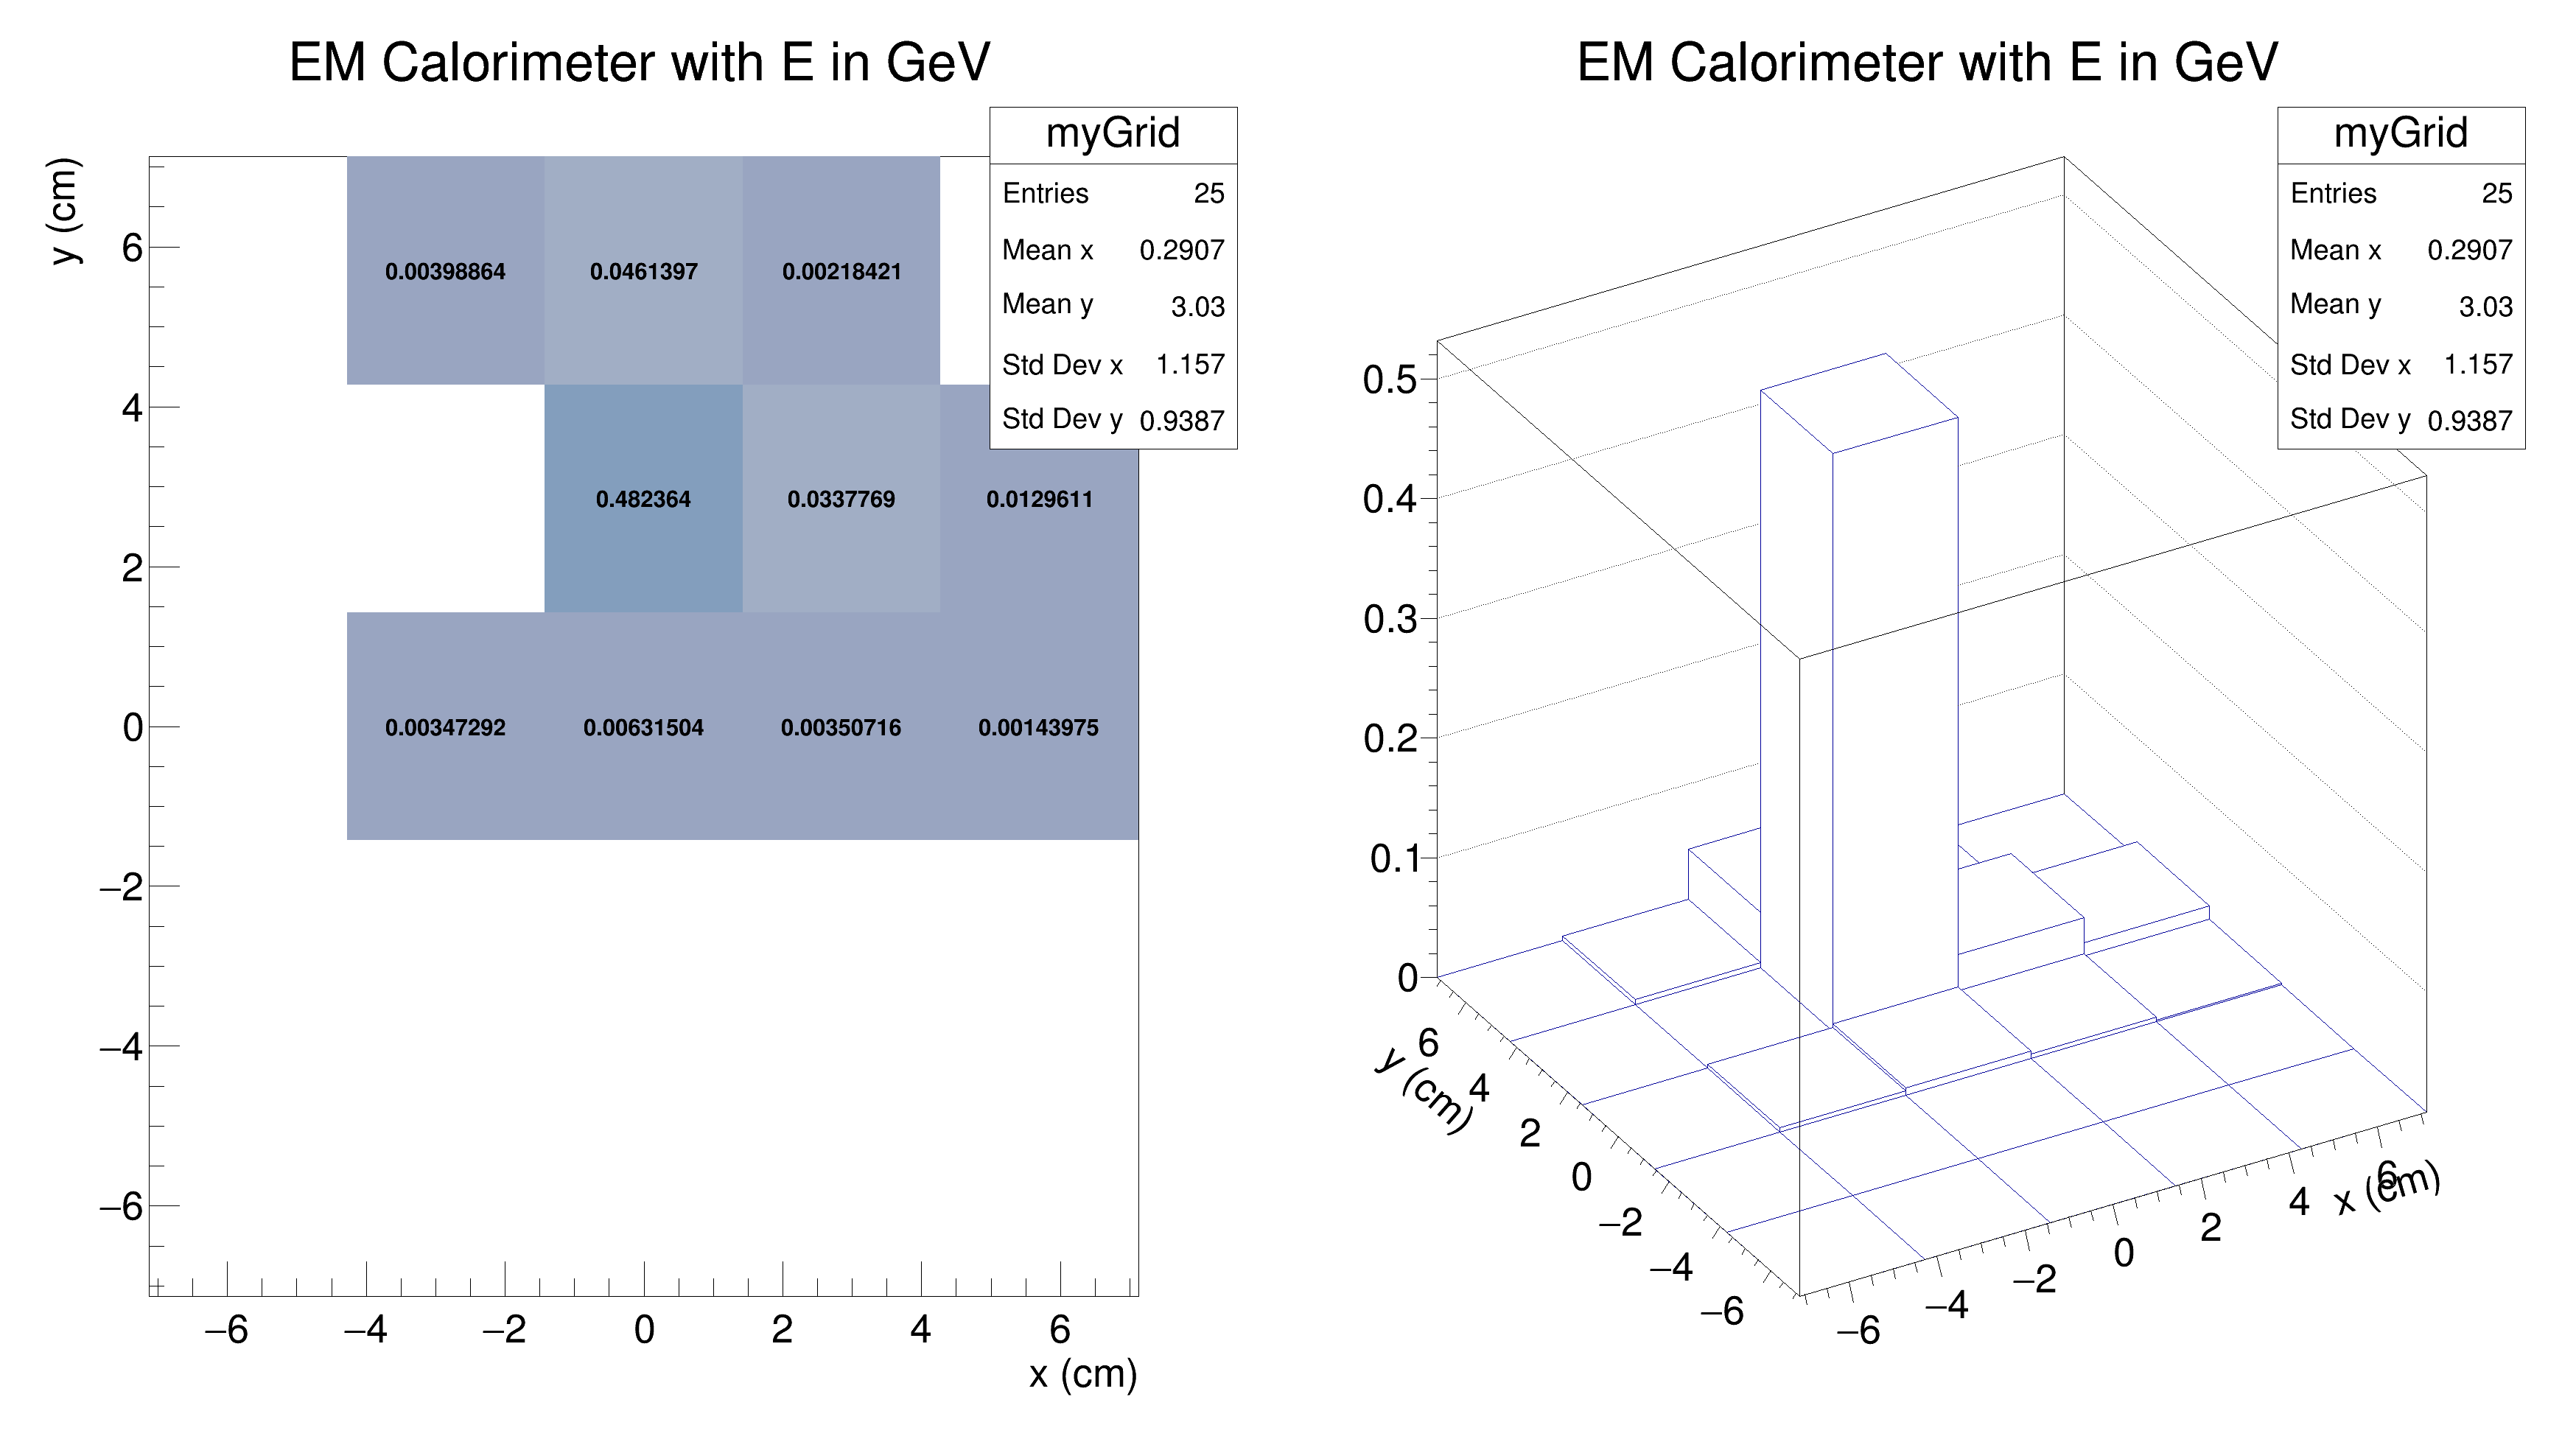 EM Calorimeter with E in GeV
myGrid
Entries 25
Mean x 0.2907
Mean y 3.03
Std Dev x 1.157
Std Dev y 0.9387
y (cm)
6
4
2
0
−2
−4
−6
0.00398864 0.0461397 0.00218421
0.482364 0.0337769 0.0129611
0.00347292 0.00631504 0.00350716 0.00143975
−6 −4 −2 0 2 4 6
x (cm)
EM Calorimeter with E in GeV
myGrid
Entries 25
Mean x 0.2907
Mean y 3.03
Std Dev x 1.157
Std Dev y 0.9387
0.5
0.4
0.3
0.2
0.1
0
y (cm)
6
4
2
0
−2
−4
−6
−6 −4 −2 0 2 4 6
x (cm)